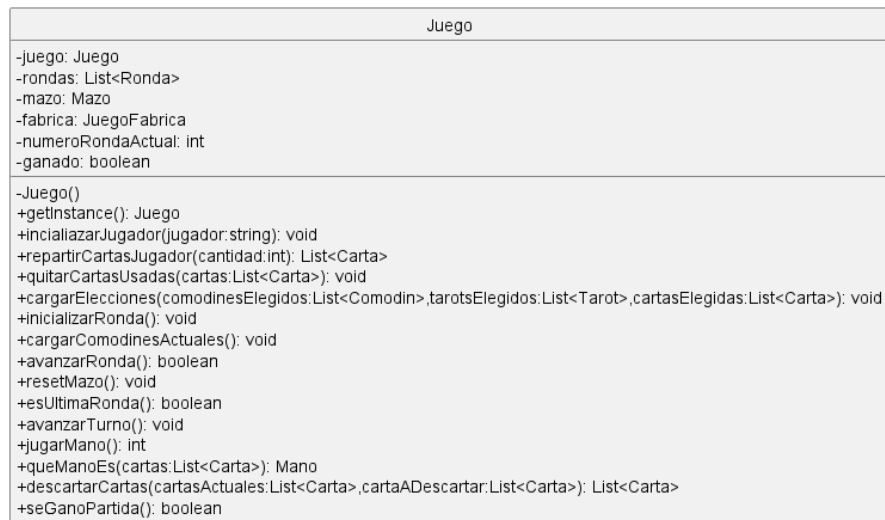 Juego
-juego: Juego
-rondas: List<Ronda>
-mazo: Mazo
-fabrica: JuegoFabrica
-numeroRondaActual: int
-ganado: boolean
-Juego()
+getInstance(): Juego
+incialiazarJugador(jugador:string): void
+repartirCartasJugador(cantidad:int): List<Carta>
+quitarCartasUsadas(cartas:List<Carta>): void
+cargarElecciones(comodinesElegidos:List<Comodin>,tarotsElegidos:List<Tarot>,cartasElegidas:List<Carta>): void
+inicializarRonda(): void
+cargarComodinesActuales(): void
+avanzarRonda(): boolean
+resetMazo(): void
+esUltimaRonda(): boolean
+avanzarTurno(): void
+jugarMano(): int
+queManoEs(cartas:List<Carta>): Mano
+descartarCartas(cartasActuales:List<Carta>,cartaADescartar:List<Carta>): List<Carta>
+seGanoPartida(): boolean